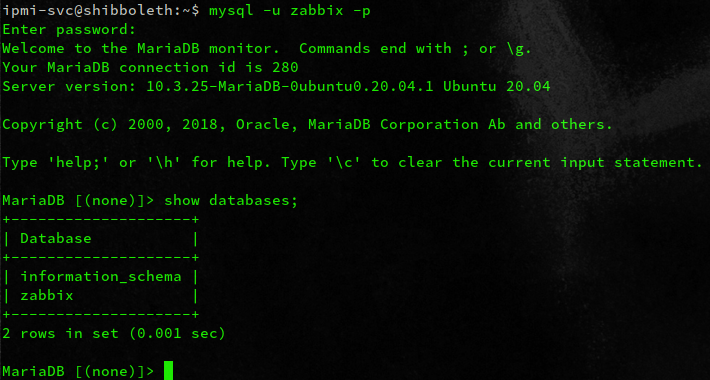 ipmi-svc@shibboleth:~$ mysql -u zabbix -p
Enter password:
Welcome to the MariaDB monitor.  Commands end with ; or \g.
Your MariaDB connection id is 280
Server version: 10.3.25-MariaDB-0ubuntu0.20.04.1 Ubuntu 20.04

Copyright (c) 2000, 2018, Oracle, MariaDB Corporation Ab and others.

Type 'help;' or '\h' for help. Type '\c' to clear the current input statement.

MariaDB [(none)]> show databases;
+--------------------+
| Database           |
+--------------------+
| information_schema |
| zabbix             |
+--------------------+
2 rows in set (0.001 sec)

MariaDB [(none)]>